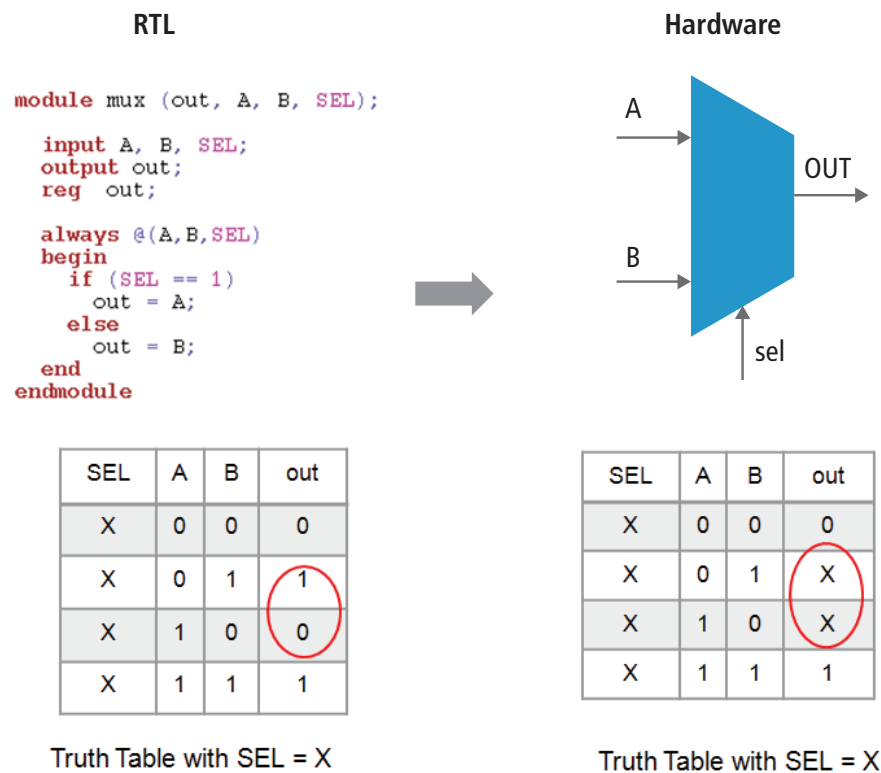 RTL
module mux (out, A, B, SEL);
input A, B, SEL;
output out;
reg out;
always @(A,B,SEL)
begin
if (SEL == 1)
out = A;
else
out = B;
end
endmodule
SEL A B out
X 0 0 0
X 0 1 1
X 1 0 0
X 1 1 1
Truth Table with SEL = X
Hardware
A
B
OUT
sel
SEL A B out
X 0 0 0
X 0 1 X
X 1 0 X
X 1 1 1
Truth Table with SEL = X